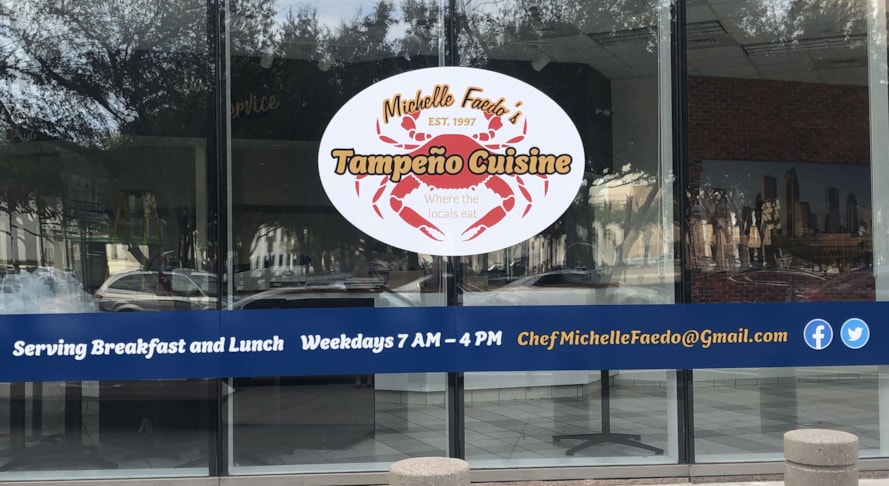 Service
Michelle Faedo's
EST. 1997
Tampeño Cuisine
Where the
locals eat
Serving Breakfast and Lunch Weekdays 7 AM – 4 PM ChefMichelleFaedo@Gmail.com